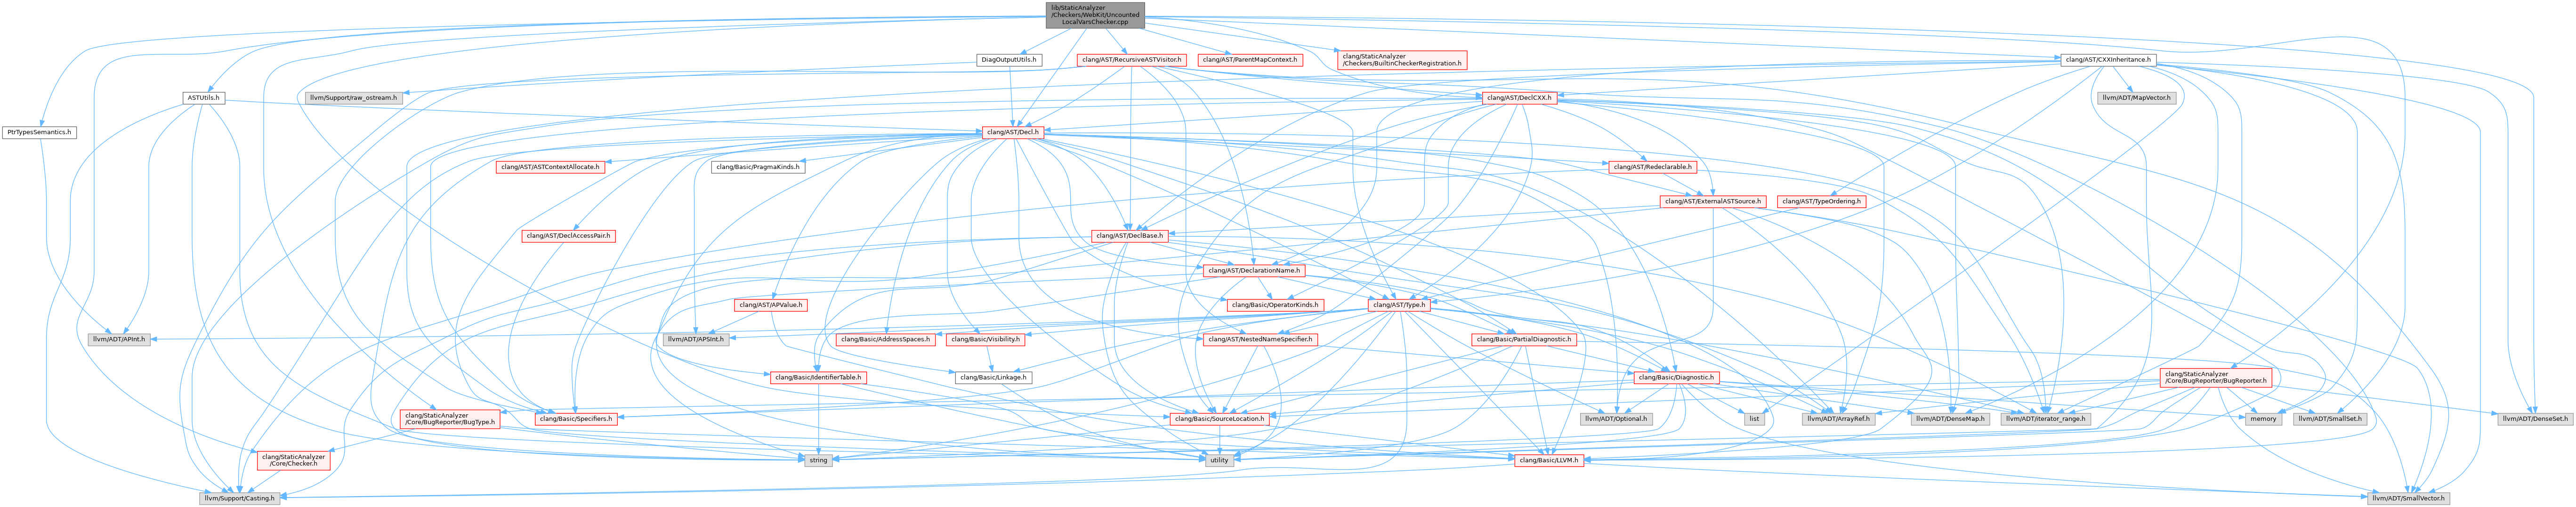 lib/StaticAnalyzer
/Checkers/WebKit/Uncounted
LocalVarsChecker.cpp
DiagOutputUtils.h
clang/AST/RecursiveASTVisitor.h
clang/AST/ParentMapContext.h
clang/StaticAnalyzer
/Checkers/BuiltinCheckerRegistration.h
clang/AST/CXXInheritance.h
ASTUtils.h
llvm/Support/raw_ostream.h
clang/AST/DeclCXX.h
llvm/ADT/MapVector.h
PtrTypesSemantics.h
clang/AST/Decl.h
clang/AST/ASTContextAllocate.h
clang/Basic/PragmaKinds.h
clang/AST/Redeclarable.h
clang/AST/ExternalASTSource.h
clang/AST/TypeOrdering.h
clang/AST/DeclAccessPair.h
clang/AST/DeclBase.h
clang/AST/DeclarationName.h
clang/AST/APValue.h
clang/Basic/OperatorKinds.h
clang/AST/Type.h
llvm/ADT/APInt.h
llvm/ADT/APSInt.h
clang/Basic/AddressSpaces.h
clang/Basic/Visibility.h
clang/AST/NestedNameSpecifier.h
clang/Basic/PartialDiagnostic.h
clang/Basic/IdentifierTable.h
clang/Basic/Linkage.h
clang/Basic/Diagnostic.h
clang/StaticAnalyzer
/Core/BugReporter/BugReporter.h
clang/StaticAnalyzer
/Core/BugReporter/BugType.h
clang/Basic/Specifiers.h
clang/Basic/SourceLocation.h
llvm/ADT/Optional.h
list
llvm/ADT/ArrayRef.h
llvm/ADT/DenseMap.h
llvm/ADT/iterator_range.h
memory
llvm/ADT/SmallSet.h
llvm/ADT/DenseSet.h
clang/StaticAnalyzer
/Core/Checker.h
string
utility
clang/Basic/LLVM.h
llvm/Support/Casting.h
llvm/ADT/SmallVector.h